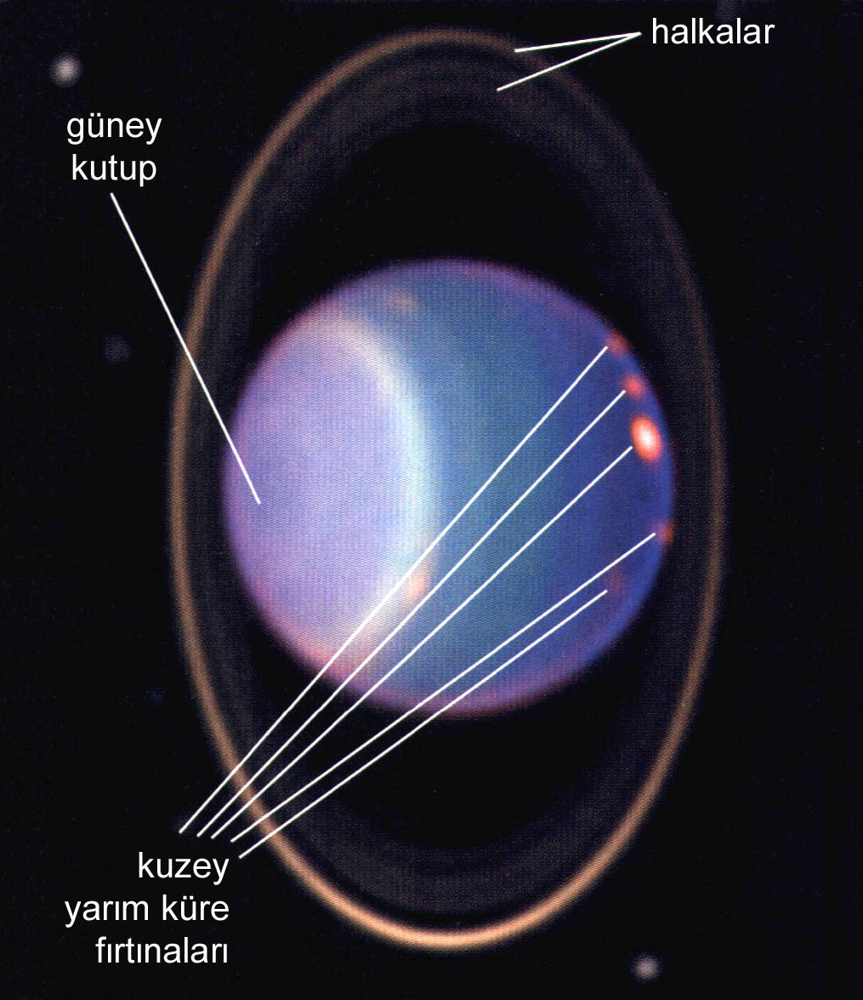 halkalar
güney
kutup
kuzey
yarım küre
fırtınaları